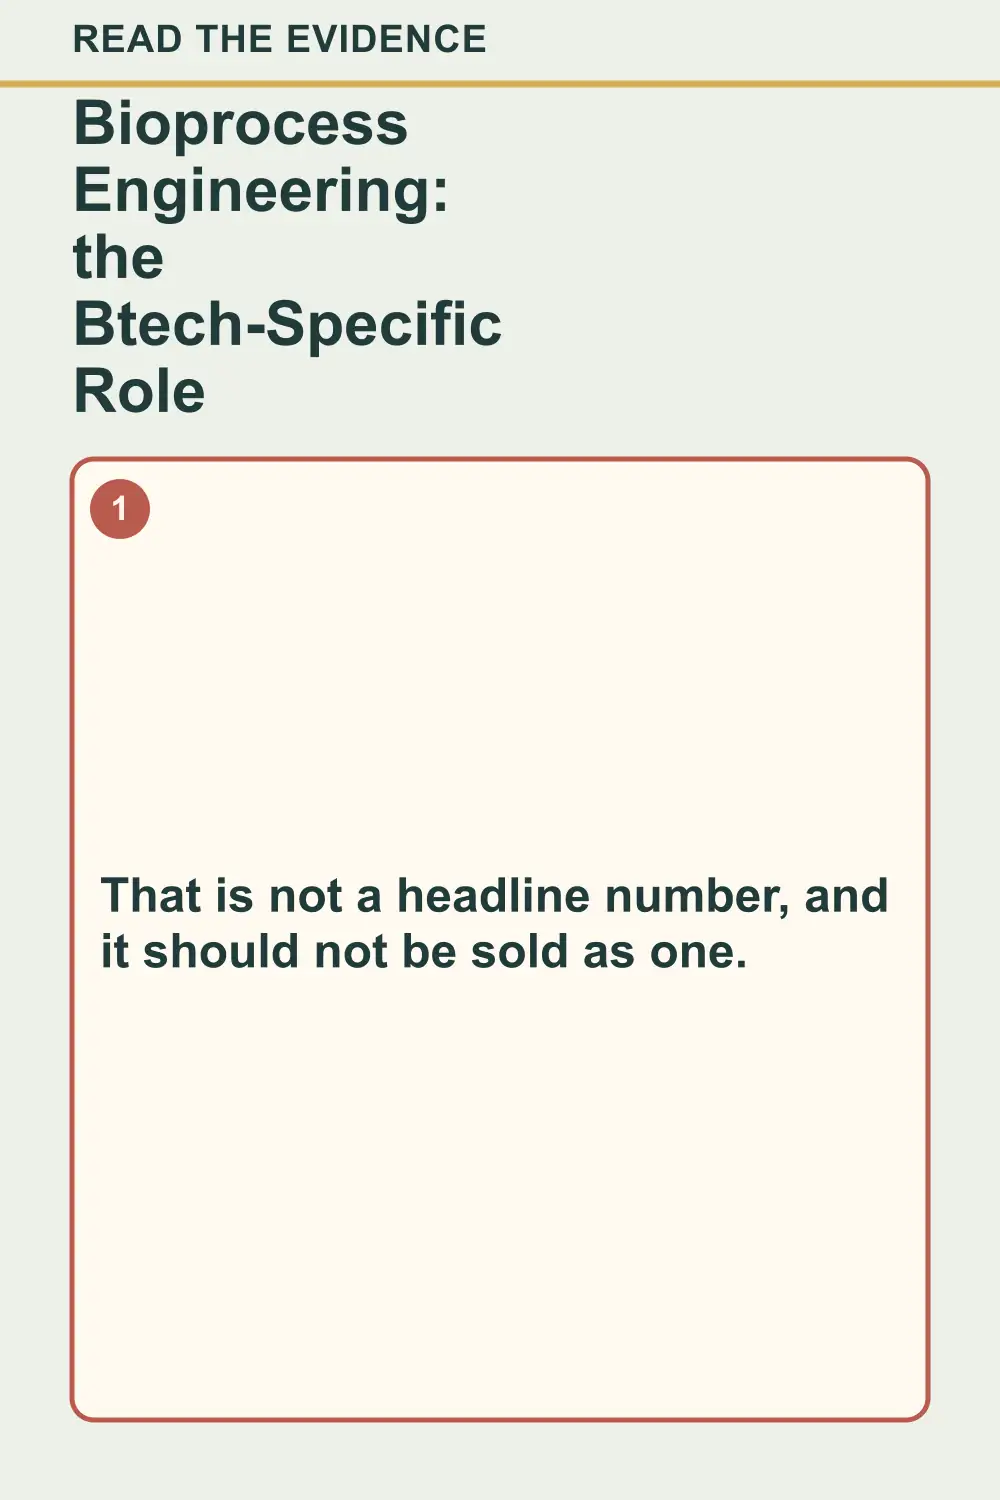 READ THE EVIDENCE
Bioprocess
Engineering:
the
Btech-Specific
Role
1
That is not a headline number, and
it should not be sold as one.